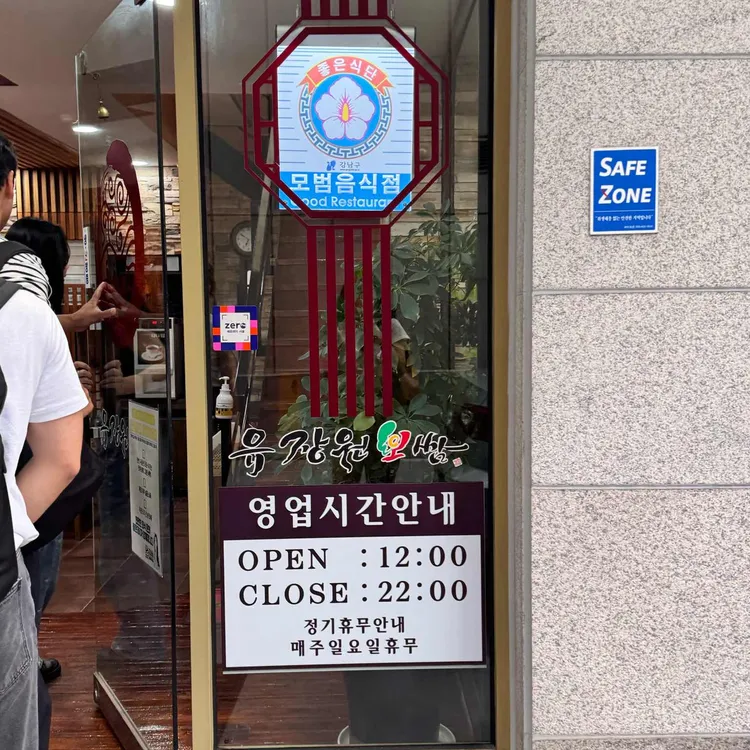 좋은식단
강남구
모범음식점
Good Restaurant
SAFE
ZONE
zero
유장원보쌈
영업시간안내
OPEN : 12:00
CLOSE : 22:00
정기휴무안내
매주일요일휴무